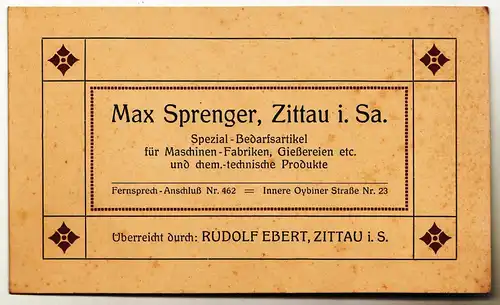 Max Sprenger, Zittau i. Sa.
Spezial-Bedarfsartikel
für Maschinen-Fabriken, Gießereien etc.
und chem.-technische Produkte
Fernsprech-Anschluß Nr. 462 = Innere Oybiner Straße Nr. 23
Überreicht durch: RUDOLF EBERT, ZITTAU i. S.